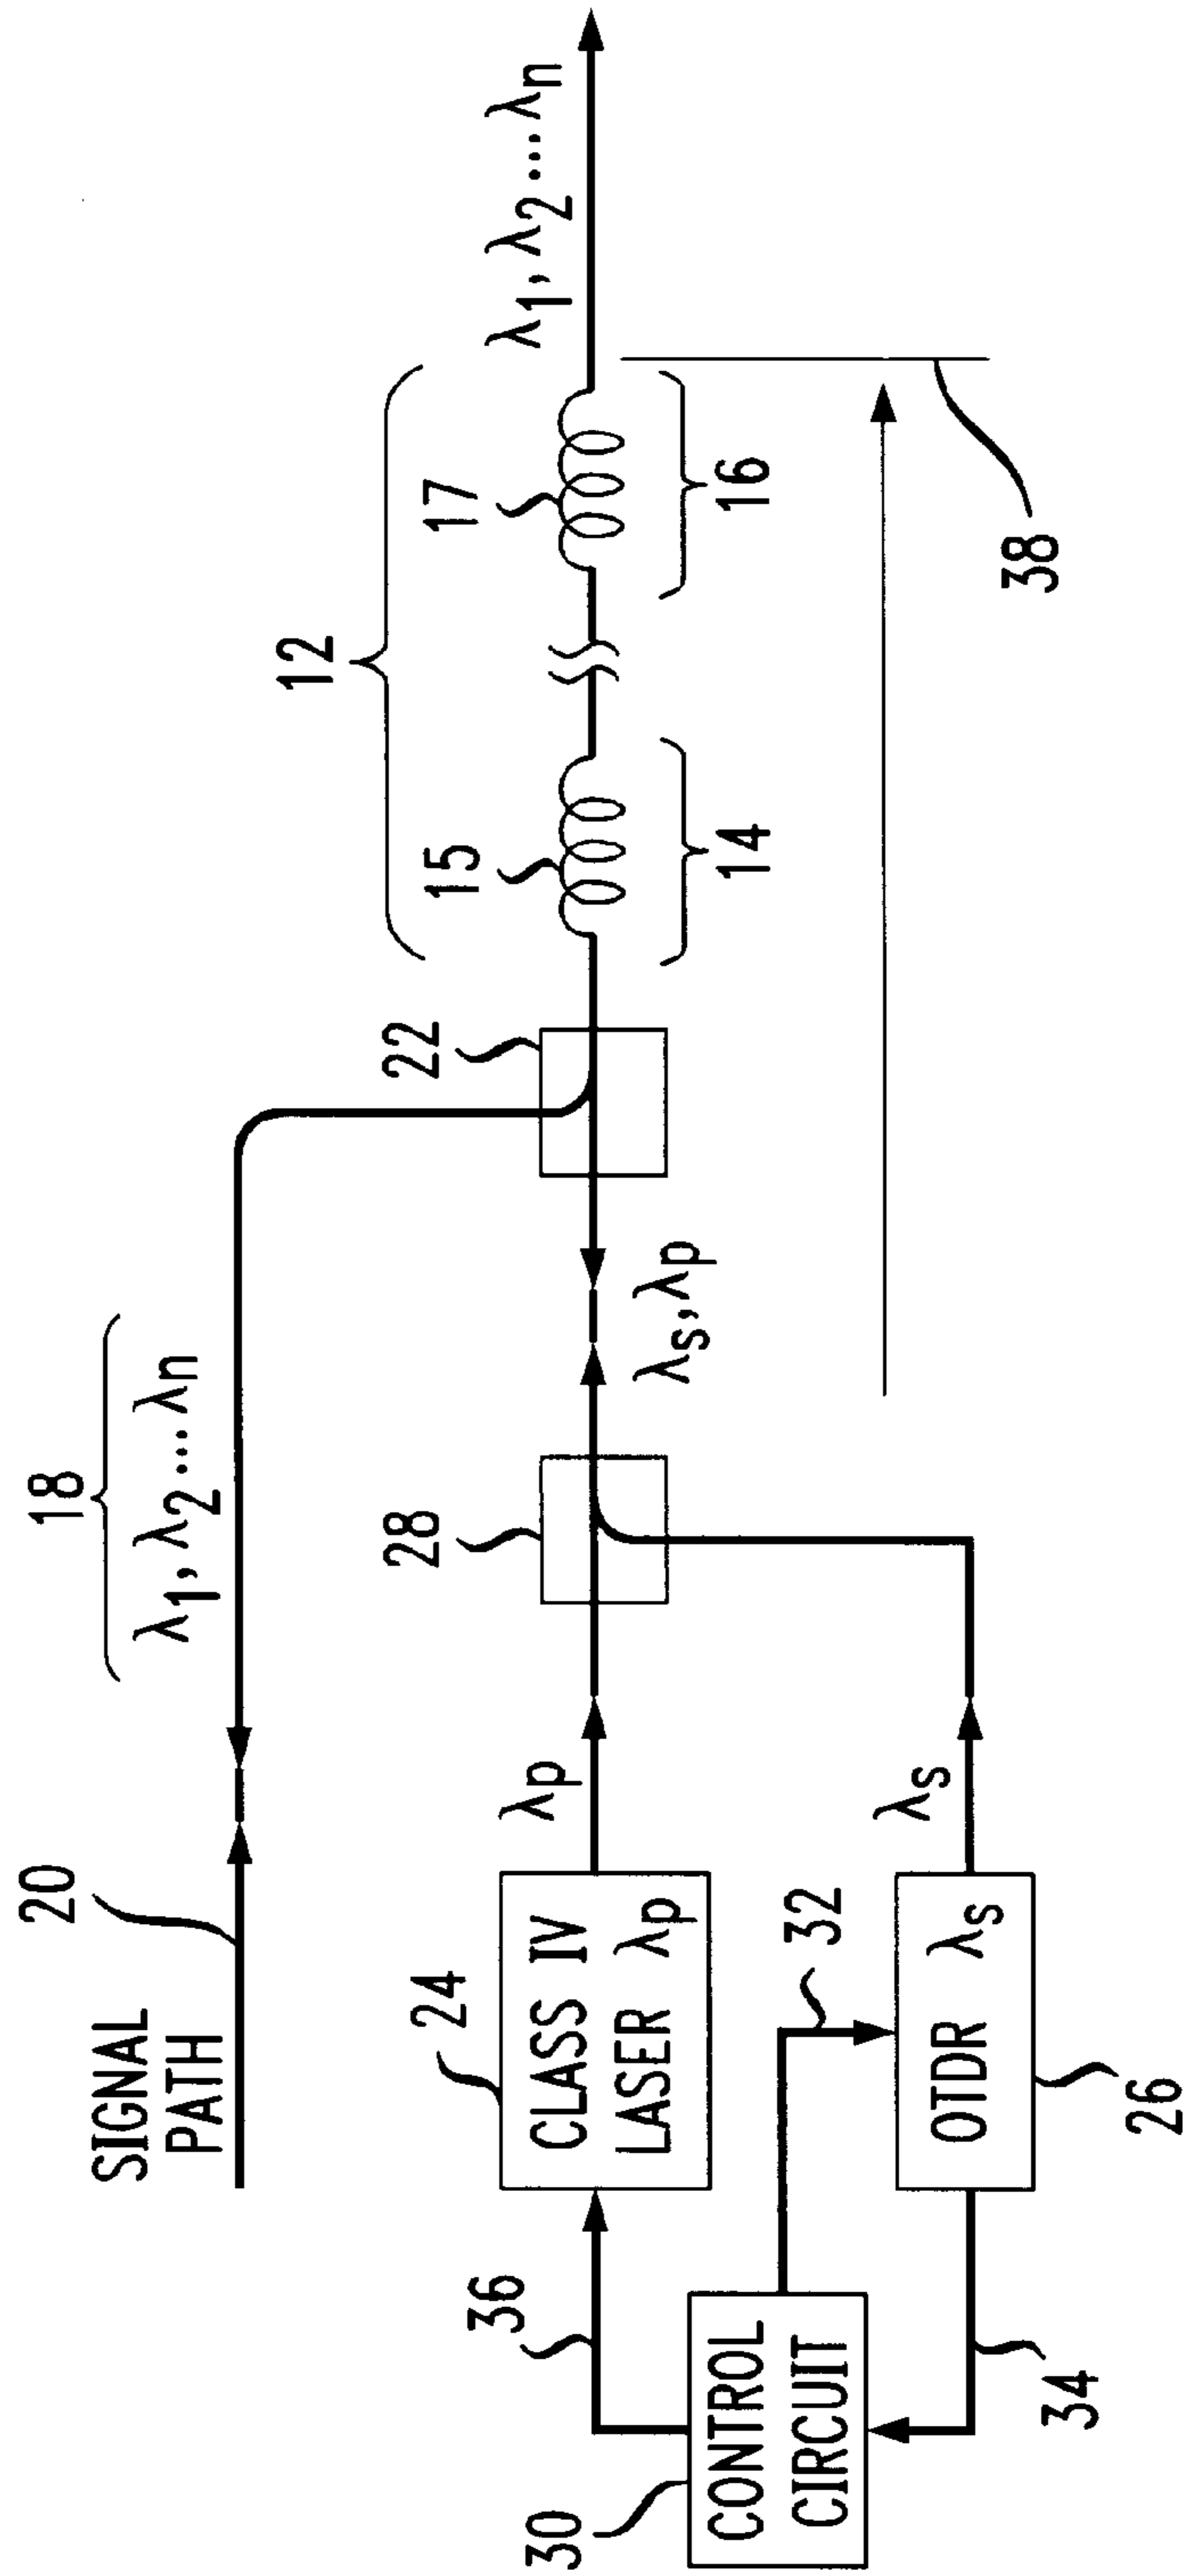 18
λ1, λ2 ... λn
20
SIGNAL
PATH
12
λ1, λ2 ... λn
22
15
17
28
24
CLASS IV
LASER λp
λp
λs, λp
14
16
36
32
30
CONTROL
CIRCUIT
OTDR λs
λs
38
34
26